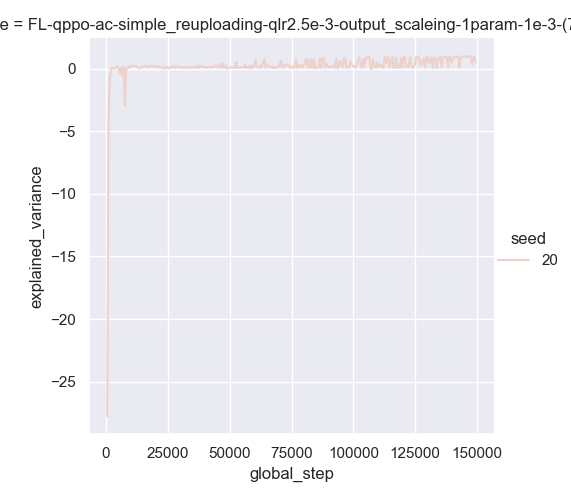 e = FL-qppo-ac-simple_reuploading-qlr2.5e-3-output_scaleing-1param-1e-3-(7
0
−5
−10
−15
−20
−25
explained_variance
0 25000 50000 75000 100000 125000 150000
global_step
seed
20